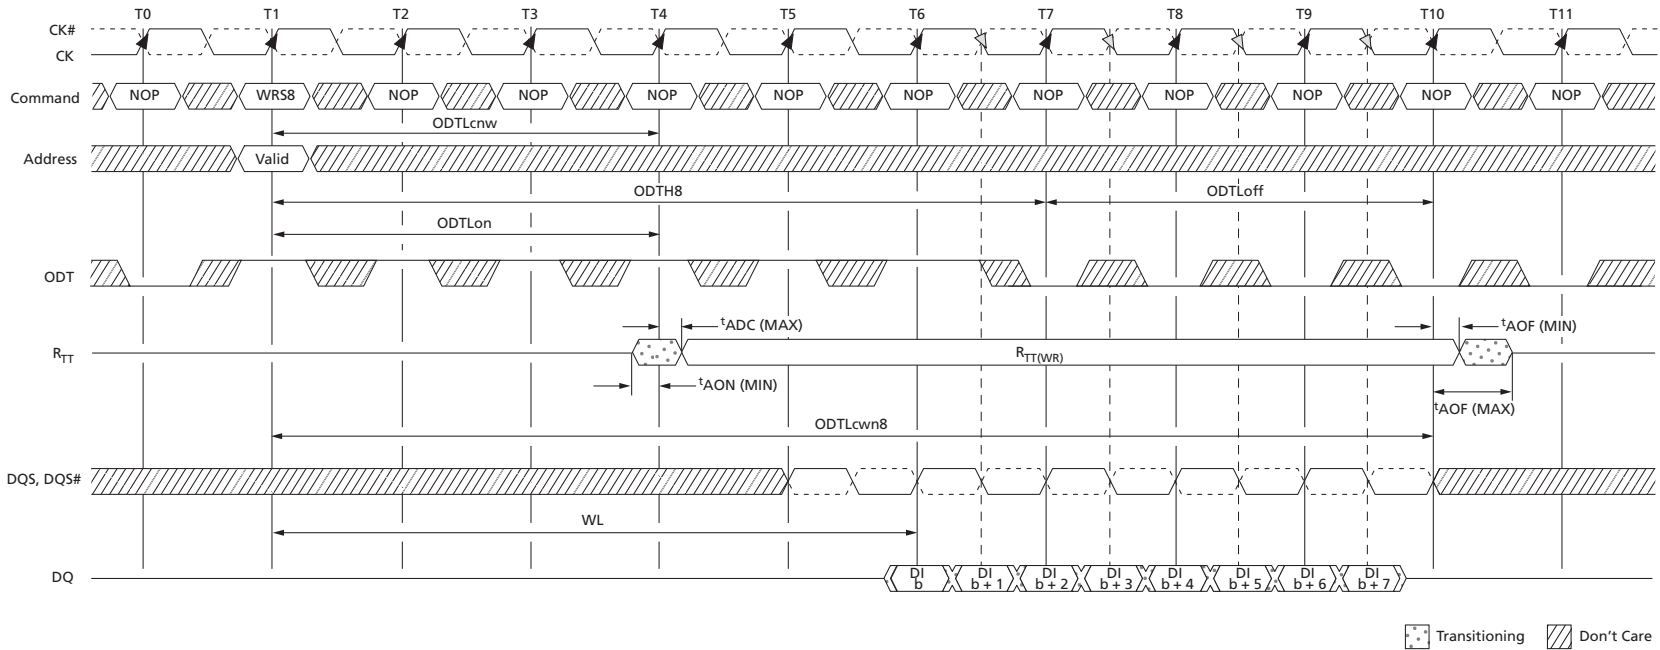 T0 T1 T2 T3 T4 T5 T6 T7 T8 T9 T10 T11
CK#
CK
Command NOP WRS8 NOP NOP NOP NOP NOP NOP NOP NOP NOP NOP
ODTLcnw
Address Valid
ODTH8 ODTLoff
ODTLon
ODT
tADC (MAX) tAOF (MIN)
RTT RTT(WR)
tAON (MIN)
tAOF (MAX)
ODTLcwn8
DQS, DQS#
WL
DQ DI b DI b + 1 DI b + 2 DI b + 3 DI b + 4 DI b + 5 DI b + 6 DI b + 7
Transitioning Don't Care